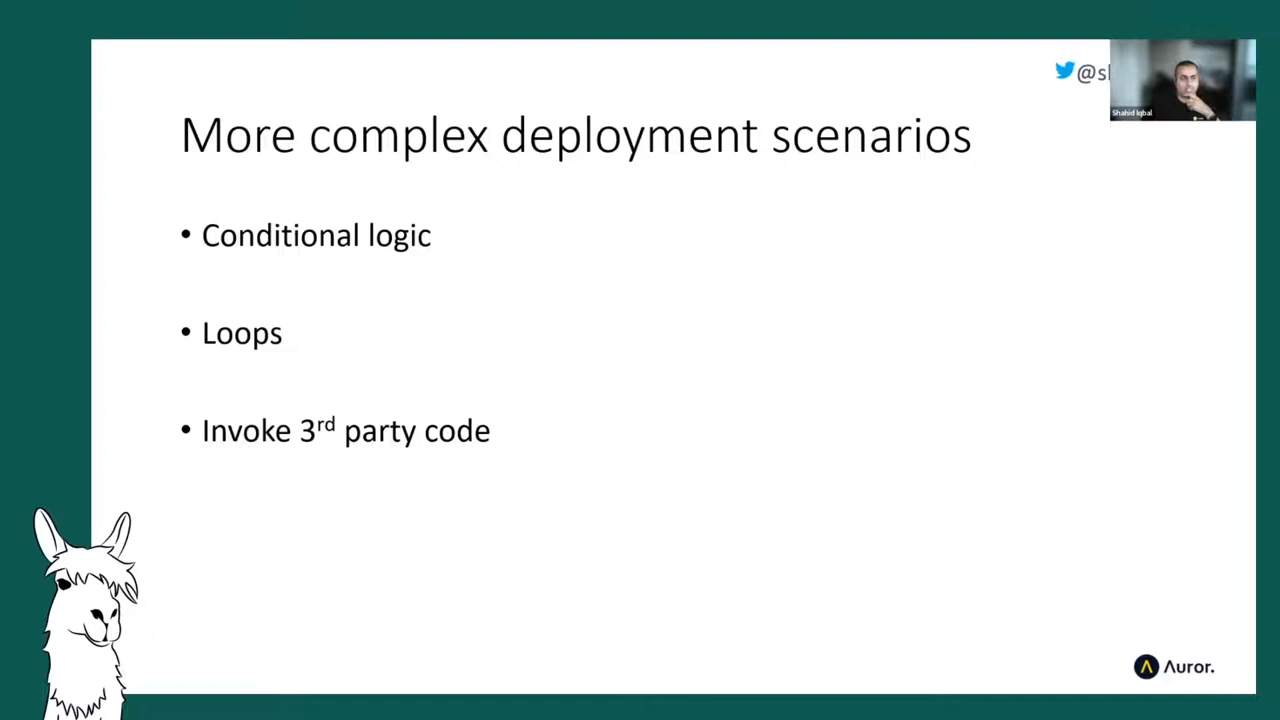 More complex deployment scenarios
• Conditional logic
• Loops
• Invoke 3rd party code
Shahid Iqbal
Auror.